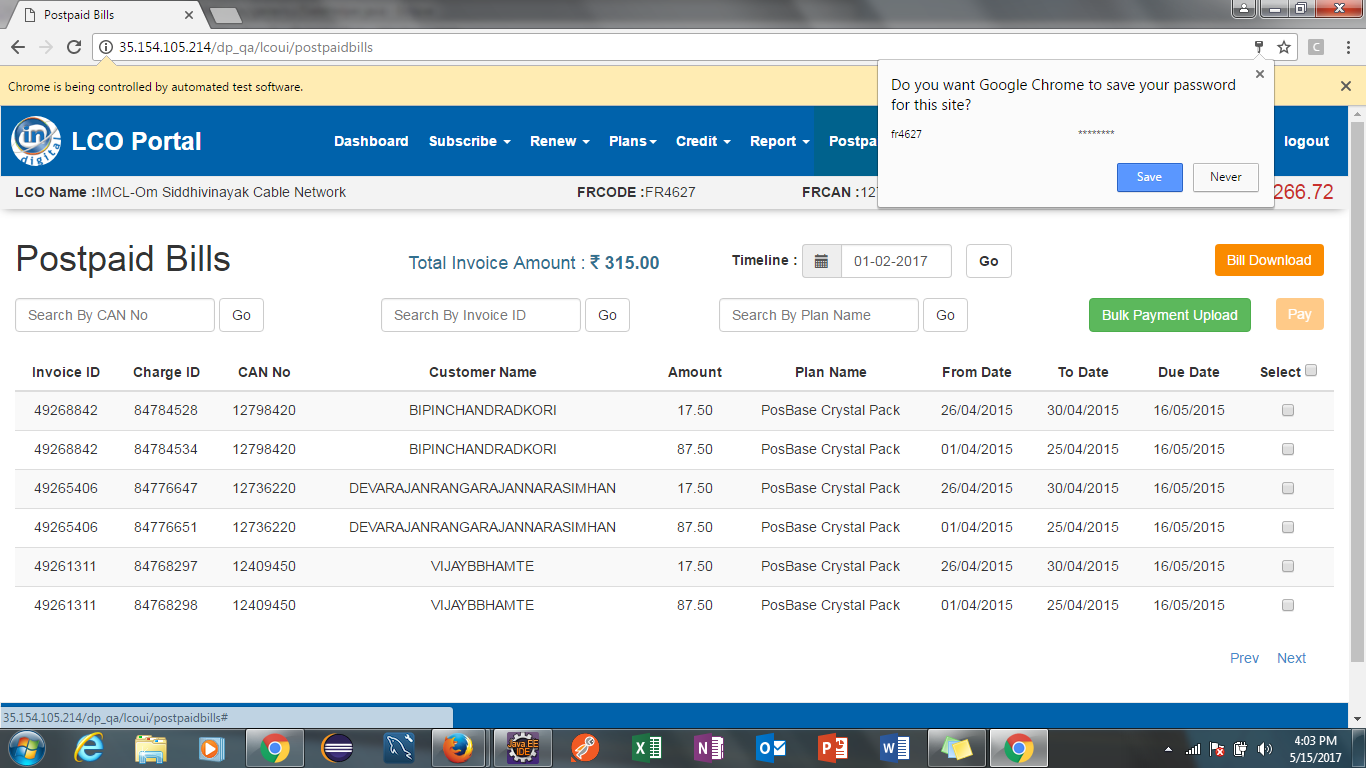 Postpaid Bills
35.154.105.214/dp_qa/lcoui/postpaidbills
Chrome is being controlled by automated test software.
Do you want Google Chrome to save your password
for this site?
fr4627 ********
Save Never
in digital LCO Portal Dashboard Subscribe Renew Plans Credit Report Postpa logout
LCO Name :IMCL-Om Siddhivinayak Cable Network FRCODE :FR4627 FRCAN :12 266.72
Postpaid Bills Total Invoice Amount : ₹ 315.00 Timeline : 01-02-2017 Go Bill Download
Search By CAN No Go Search By Invoice ID Go Search By Plan Name Go Bulk Payment Upload Pay
Invoice ID Charge ID CAN No Customer Name Amount Plan Name From Date To Date Due Date Select
49268842 84784528 12798420 BIPINCHANDRADKORI 17.50 PosBase Crystal Pack 26/04/2015 30/04/2015 16/05/2015
49268842 84784534 12798420 BIPINCHANDRADKORI 87.50 PosBase Crystal Pack 01/04/2015 25/04/2015 16/05/2015
49265406 84776647 12736220 DEVARAJANRANGARAJANNARASIMHAN 17.50 PosBase Crystal Pack 26/04/2015 30/04/2015 16/05/2015
49265406 84776651 12736220 DEVARAJANRANGARAJANNARASIMHAN 87.50 PosBase Crystal Pack 01/04/2015 25/04/2015 16/05/2015
49261311 84768297 12409450 VIJAYBBHAMTE 17.50 PosBase Crystal Pack 26/04/2015 30/04/2015 16/05/2015
49261311 84768298 12409450 VIJAYBBHAMTE 87.50 PosBase Crystal Pack 01/04/2015 25/04/2015 16/05/2015
Prev Next
35.154.105.214/dp_qa/lcoui/postpaidbills#
Java EE
IDE
4:03 PM
5/15/2017